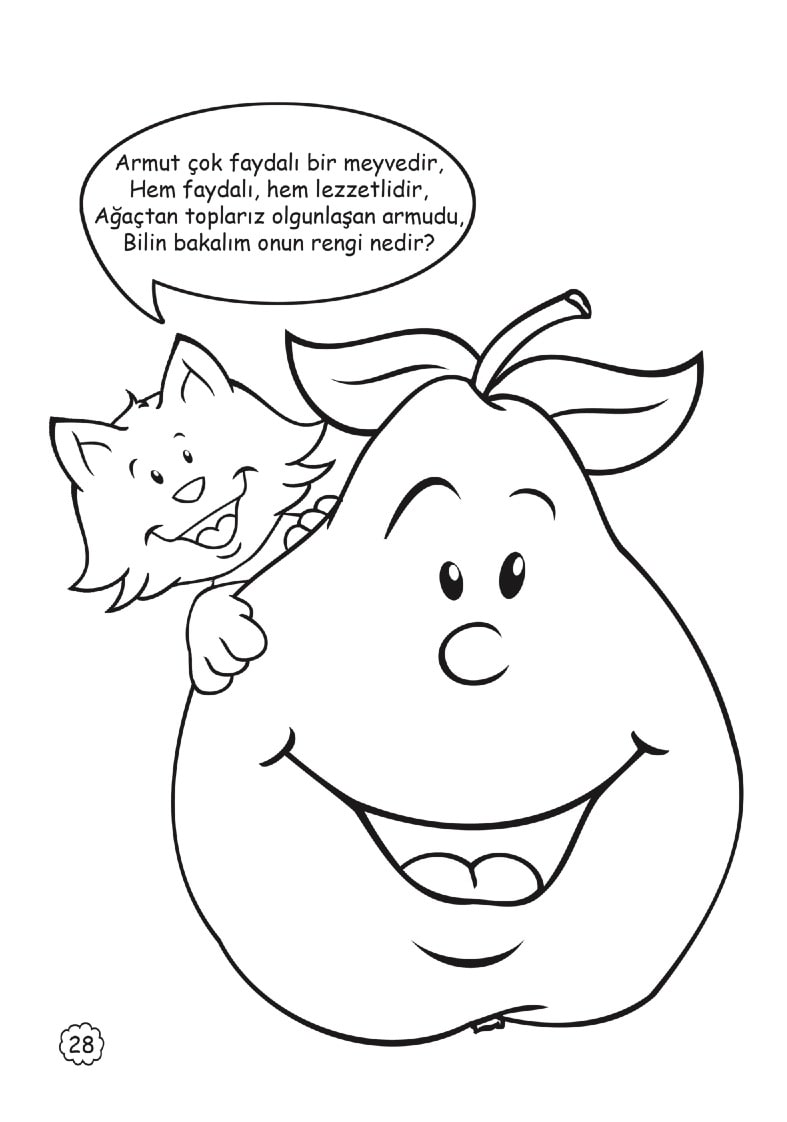 Armut çok faydalı bir meyvedir,
Hem faydalı, hem lezzetlidir,
Ağaçtan toplarız olgunlaşan armudu,
Bilin bakalım onun rengi nedir?
28